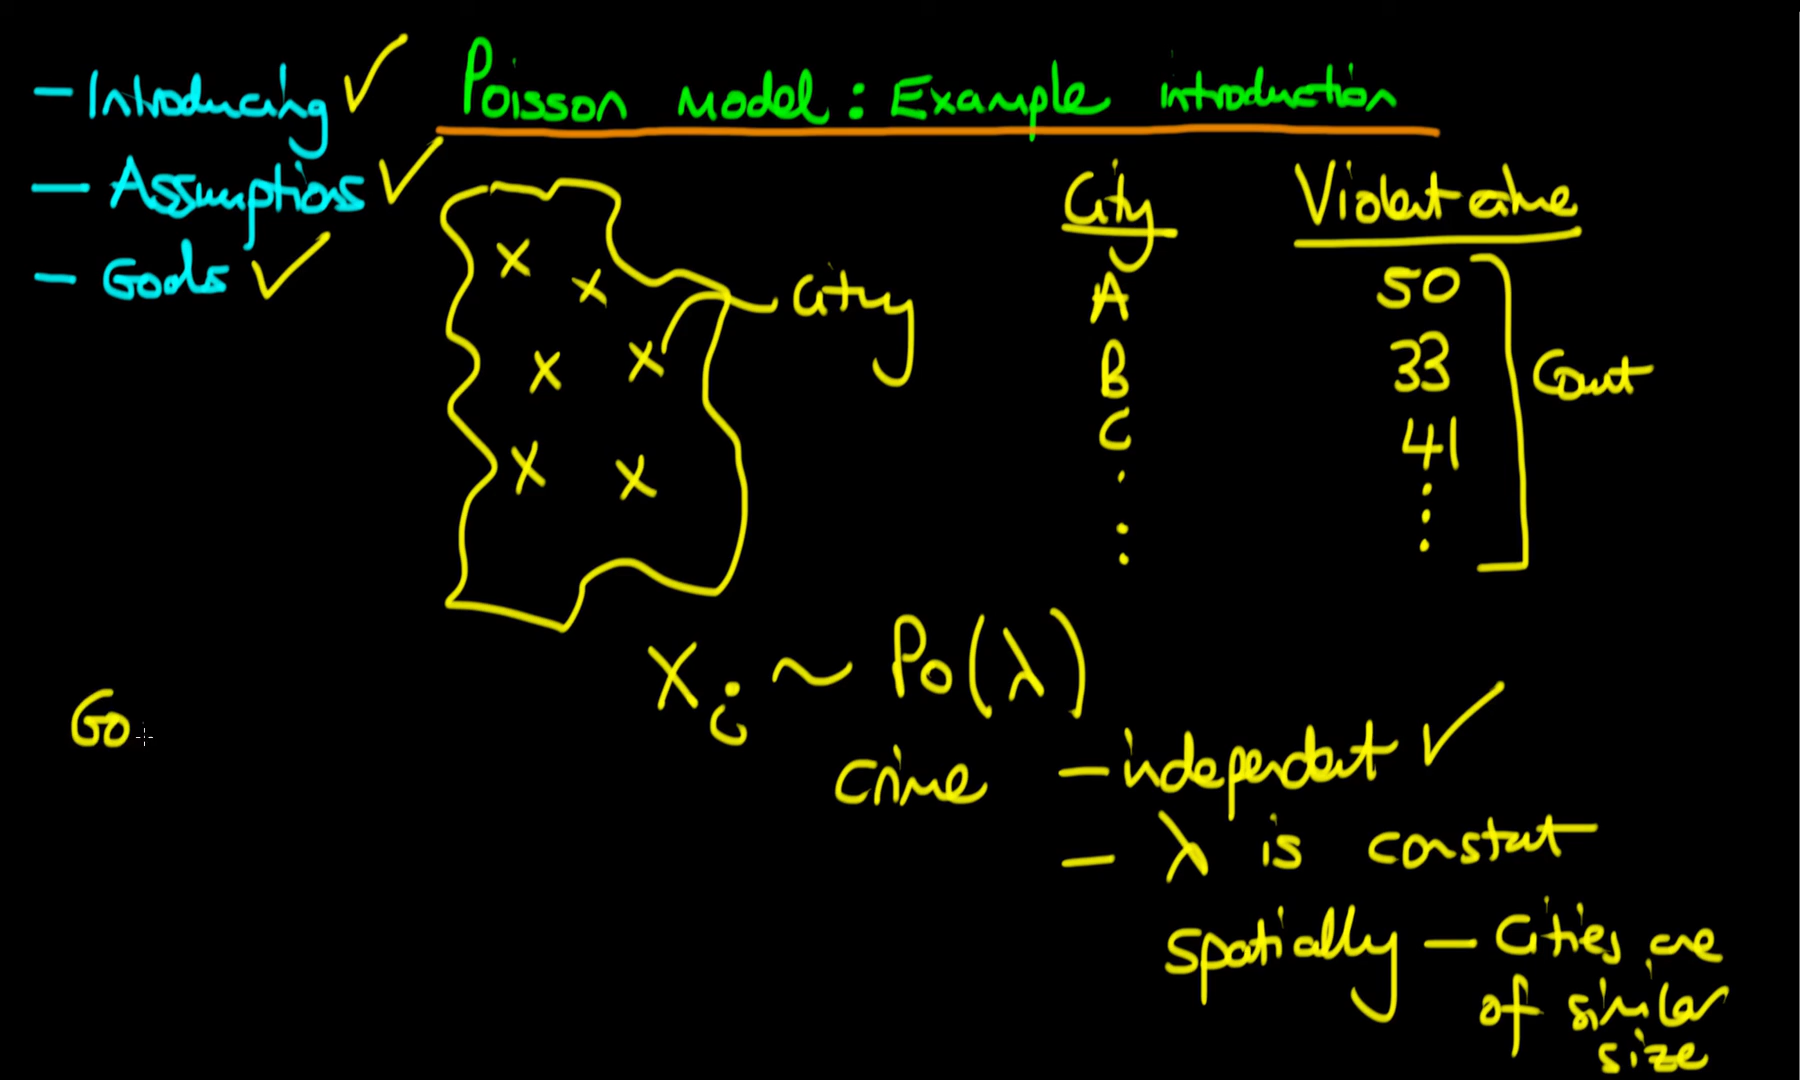 Poisson model: Example introduction
- Introducing ✓
- Assumptions ✓
- Goals ✓
X X
X X
X X
City
City Violent crime
A 50
B 33
C 41
Count
Xi ~ Po(λ)
crime - independent ✓
- λ is constant
spatially - Cities are
of similar
size
Go